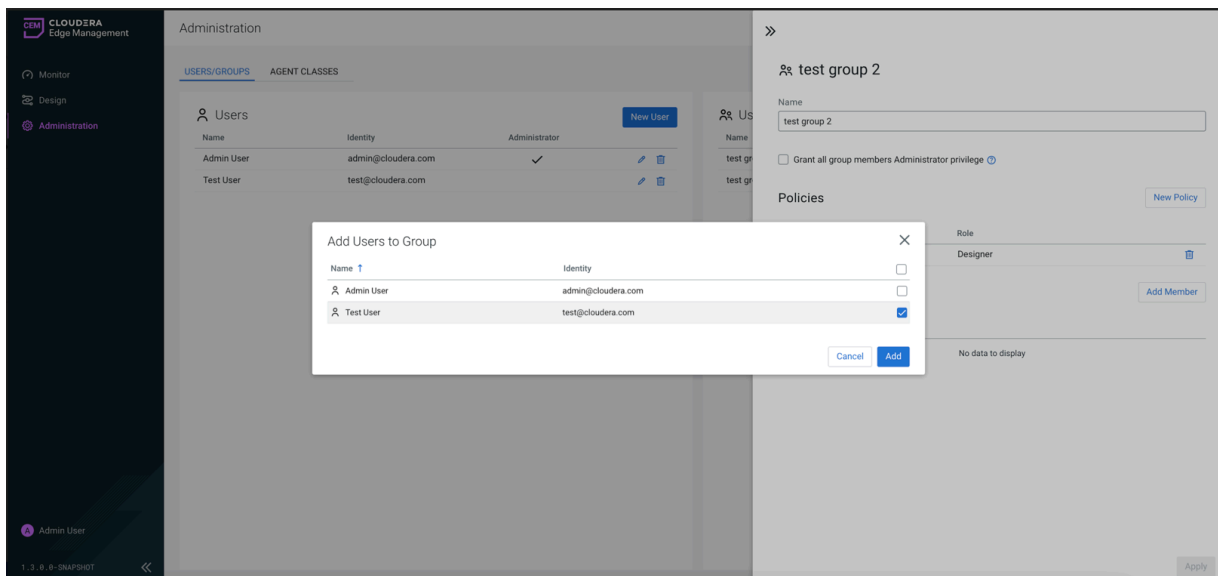 CEM CLOUDERA
Edge Management
Monitor
Design
Administration
A Admin User
1.3.0.0-SNAPSHOT
Administration
USERS/GROUPS AGENT CLASSES
Users New User
Name Identity Administrator
Admin User admin@cloudera.com
Test User test@cloudera.com
Us
Name
test gr
test gr
test group 2
Name
test group 2
Grant all group members Administrator privilege ?
Policies New Policy
Role
Designer
Add Member
No data to display
Apply
Add Users to Group
Name Identity
Admin User admin@cloudera.com
Test User test@cloudera.com
Cancel Add